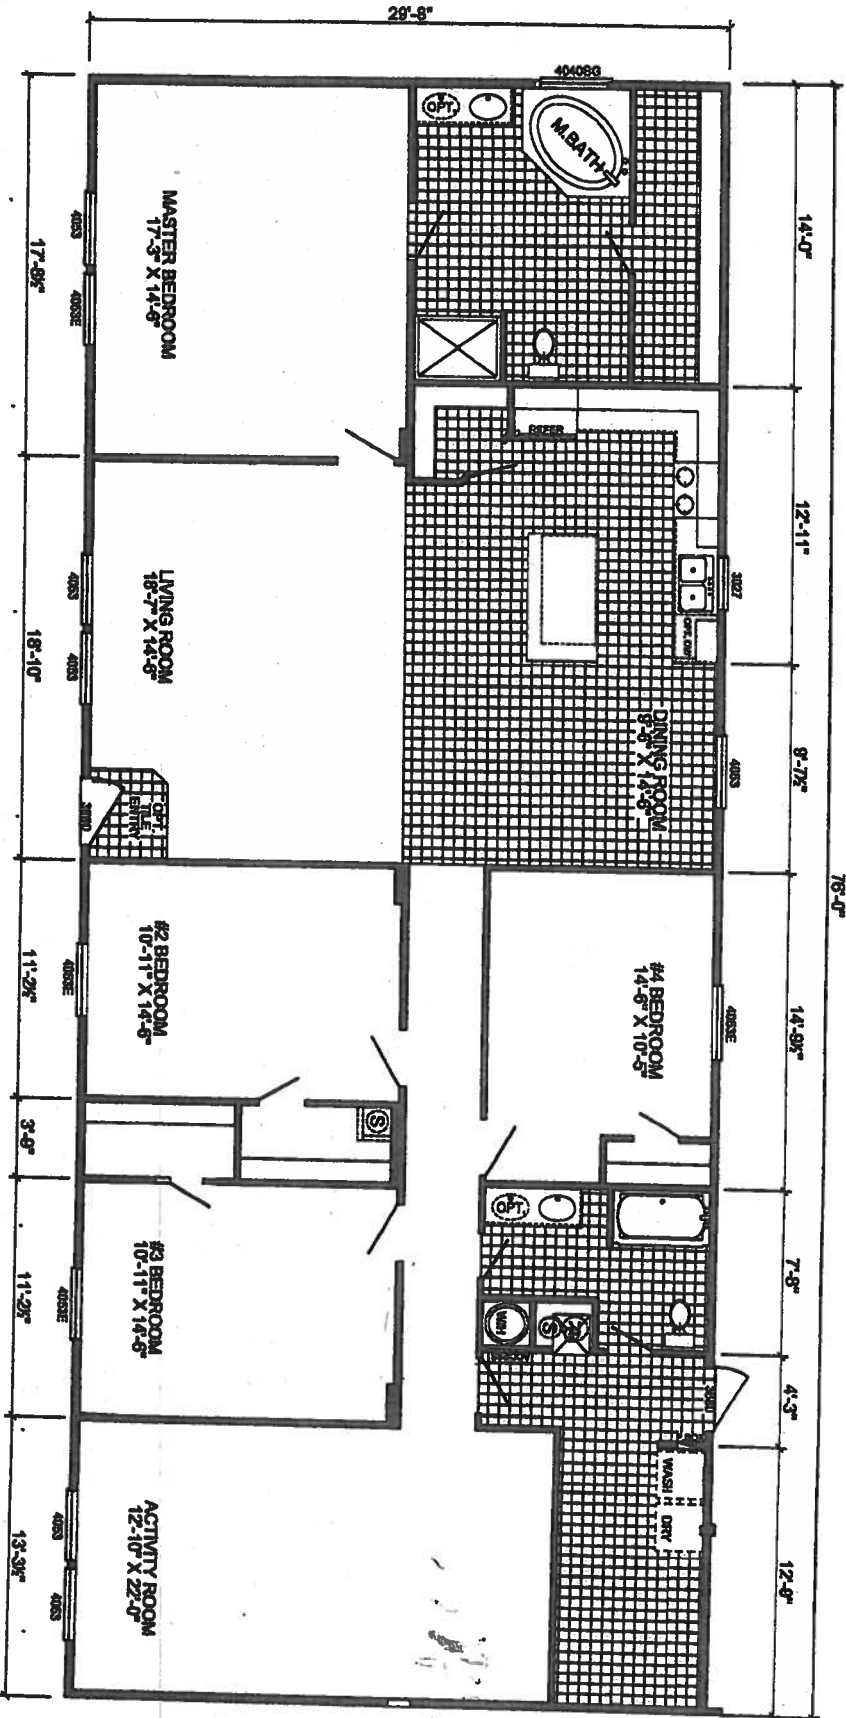 29'-8"
76'-0"
14'-0"
12'-11"
9'-7½"
14'-9½"
7'-8"
4'-3"
12'-9"
4040SG
3027
4053
4053E
OPT.
M.BATH
REFER
OPT. D/W
DINING ROOM
9'-6" X 14'-6"
#4 BEDROOM
14'-6" X 10'-5"
OPT.
W/H
S
WASH
DRY
MASTER BEDROOM
17'-3" X 14'-6"
LIVING ROOM
18'-7" X 14'-6"
OPT.
TILE
ENTRY
#2 BEDROOM
10'-11" X 14'-6"
S
#3 BEDROOM
10'-11" X 14'-6"
ACTIVITY ROOM
12'-10" X 22'-0"
4053
4053E
4053
4053
4053E
4053E
4053
4053
17'-8½"
18'-10"
11'-2½"
3'-9"
11'-2½"
13'-3½"